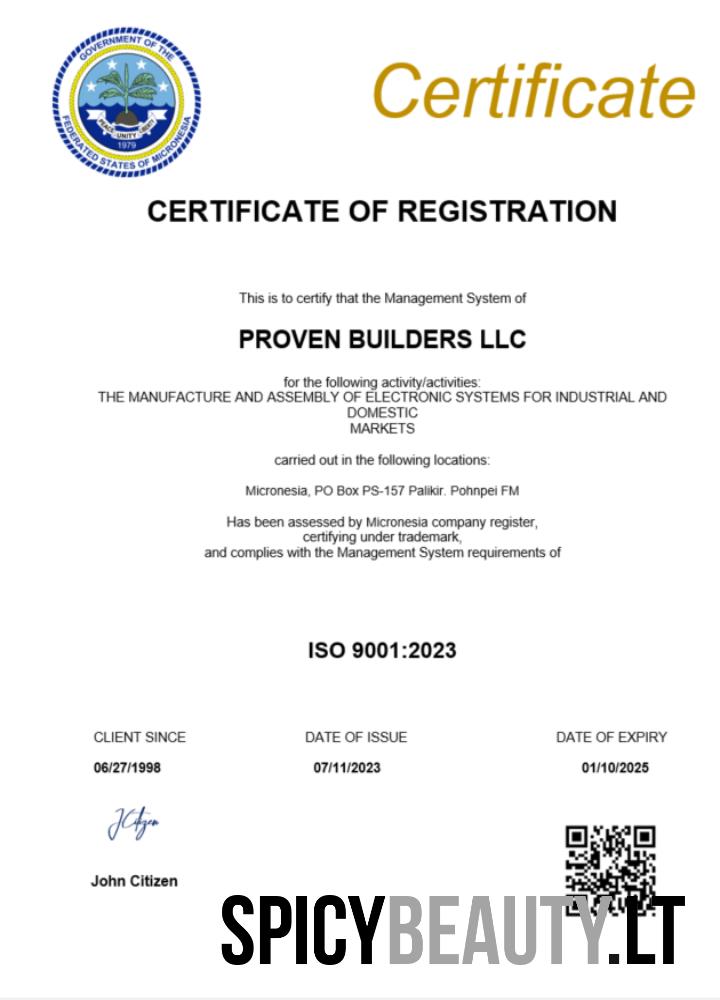 GOVERNMENT OF THE
FEDERATED STATES OF MICRONESIA
PEACE UNITY LIBERTY
1979
Certificate
CERTIFICATE OF REGISTRATION
This is to certify that the Management System of
PROVEN BUILDERS LLC
for the following activity/activities:
THE MANUFACTURE AND ASSEMBLY OF ELECTRONIC SYSTEMS FOR INDUSTRIAL AND
DOMESTIC
MARKETS
carried out in the following locations:
Micronesia, PO Box PS-157 Palikir. Pohnpei FM
Has been assessed by Micronesia company register,
certifying under trademark,
and complies with the Management System requirements of
ISO 9001:2023
CLIENT SINCE DATE OF ISSUE DATE OF EXPIRY
06/27/1998 07/11/2023 01/10/2025
JCitizen
John Citizen
SPICYBEAUTY.LT